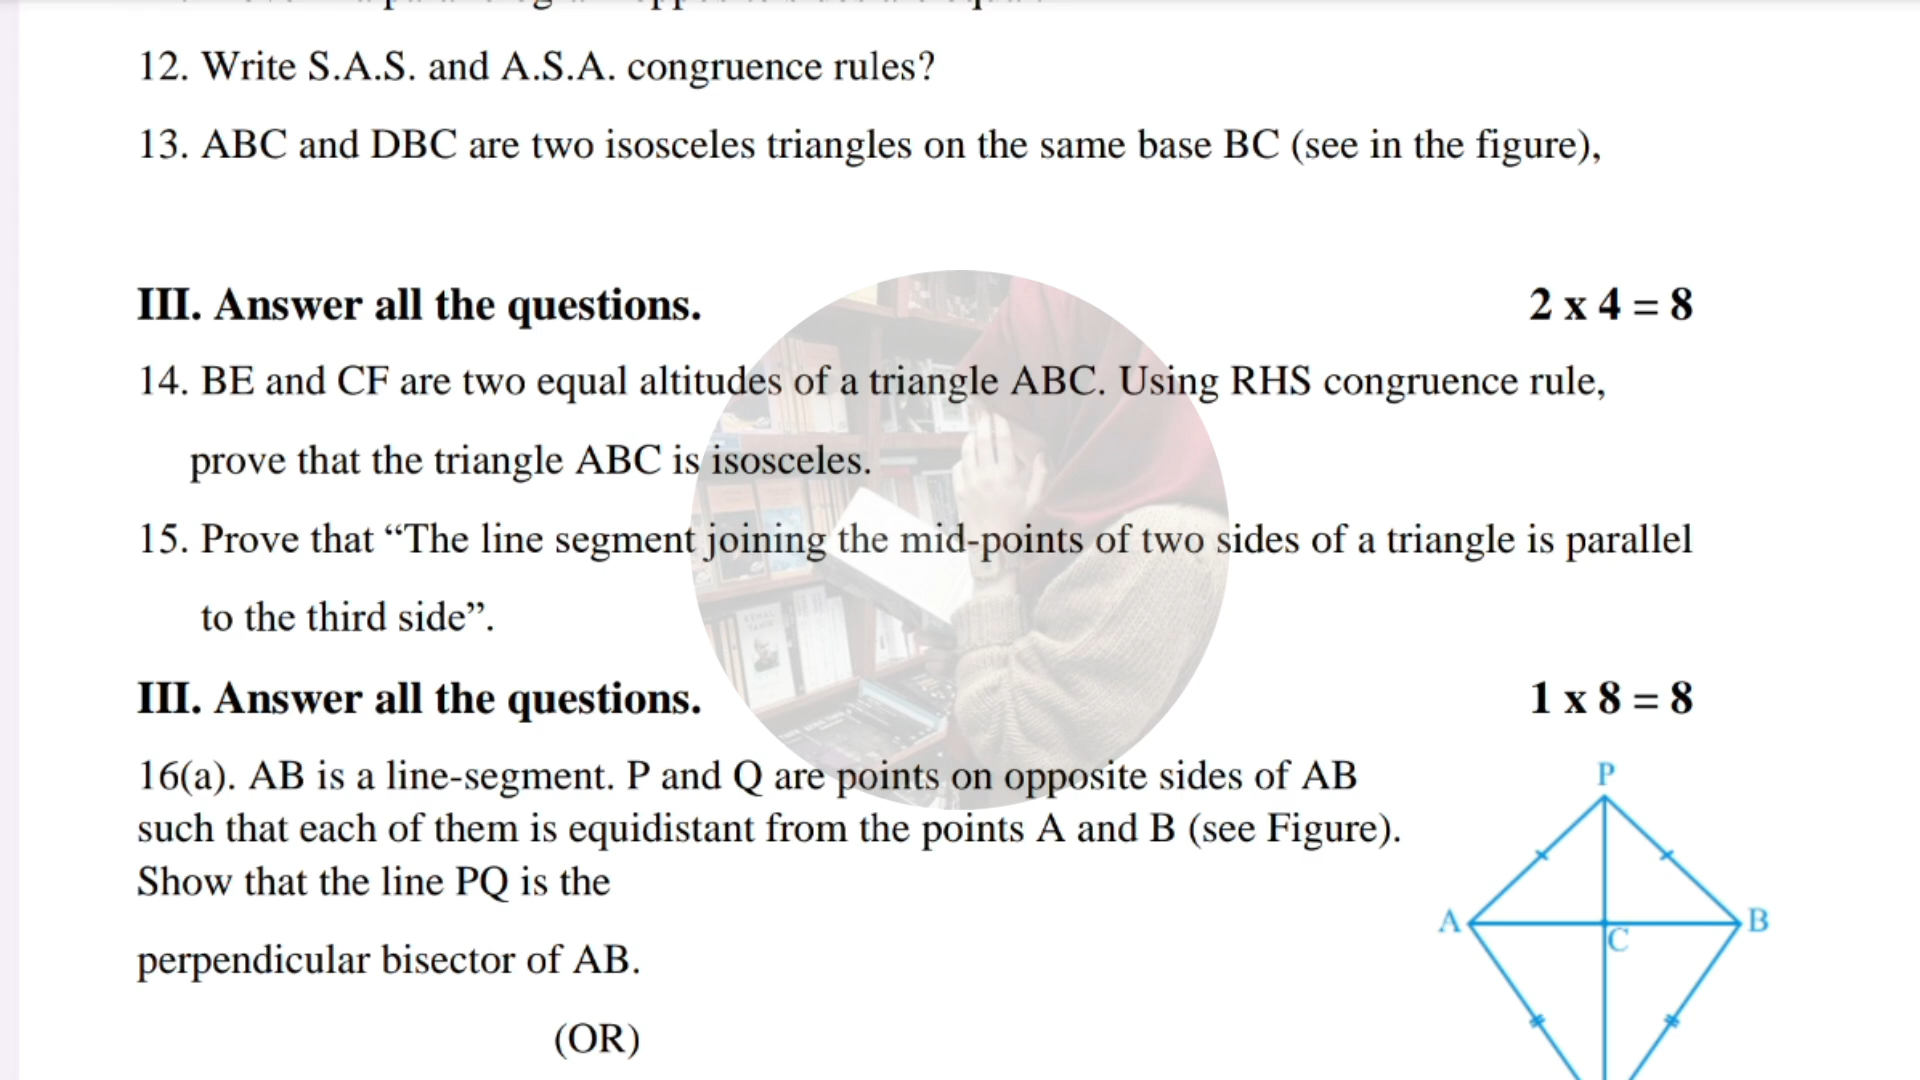 12. Write S.A.S. and A.S.A. congruence rules?
13. ABC and DBC are two isosceles triangles on the same base BC (see in the figure),
III. Answer all the questions. 2 x 4 = 8
14. BE and CF are two equal altitudes of a triangle ABC. Using RHS congruence rule,
prove that the triangle ABC is isosceles.
15. Prove that “The line segment joining the mid-points of two sides of a triangle is parallel
to the third side”.
III. Answer all the questions. 1 x 8 = 8
16(a). AB is a line-segment. P and Q are points on opposite sides of AB
such that each of them is equidistant from the points A and B (see Figure).
Show that the line PQ is the
perpendicular bisector of AB.
(OR)
P
A
B
C